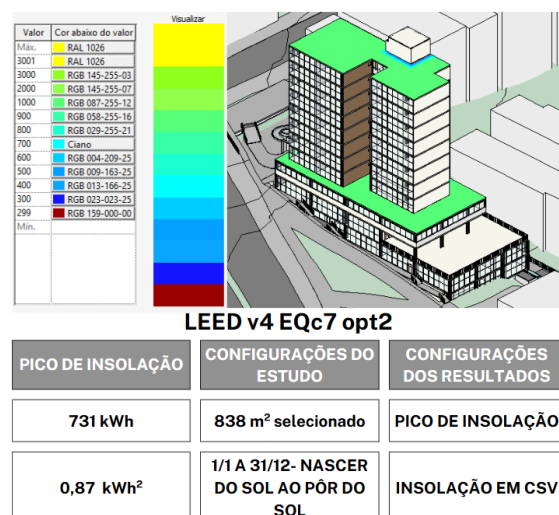 Visualizar
Valor Cor abaixo do valor
Máx. RAL 1026
3001 RAL 1026
3000 RGB 145-255-03
2000 RGB 145-255-07
1000 RGB 087-255-12
900 RGB 058-255-16
800 RGB 029-255-21
700 Ciano
600 RGB 004-209-25
500 RGB 009-163-25
400 RGB 013-166-25
300 RGB 023-023-25
299 RGB 159-000-00
Mín.
LEED v4 EQc7 opt2
PICO DE INSOLAÇÃO
CONFIGURAÇÕES DO
ESTUDO
CONFIGURAÇÕES
DOS RESULTADOS
731 kWh
838 m² selecionado
PICO DE INSOLAÇÃO
0,87 kWh²
1/1 A 31/12- NASCER
DO SOL AO PÔR DO
SOL
INSOLAÇÃO EM CSV